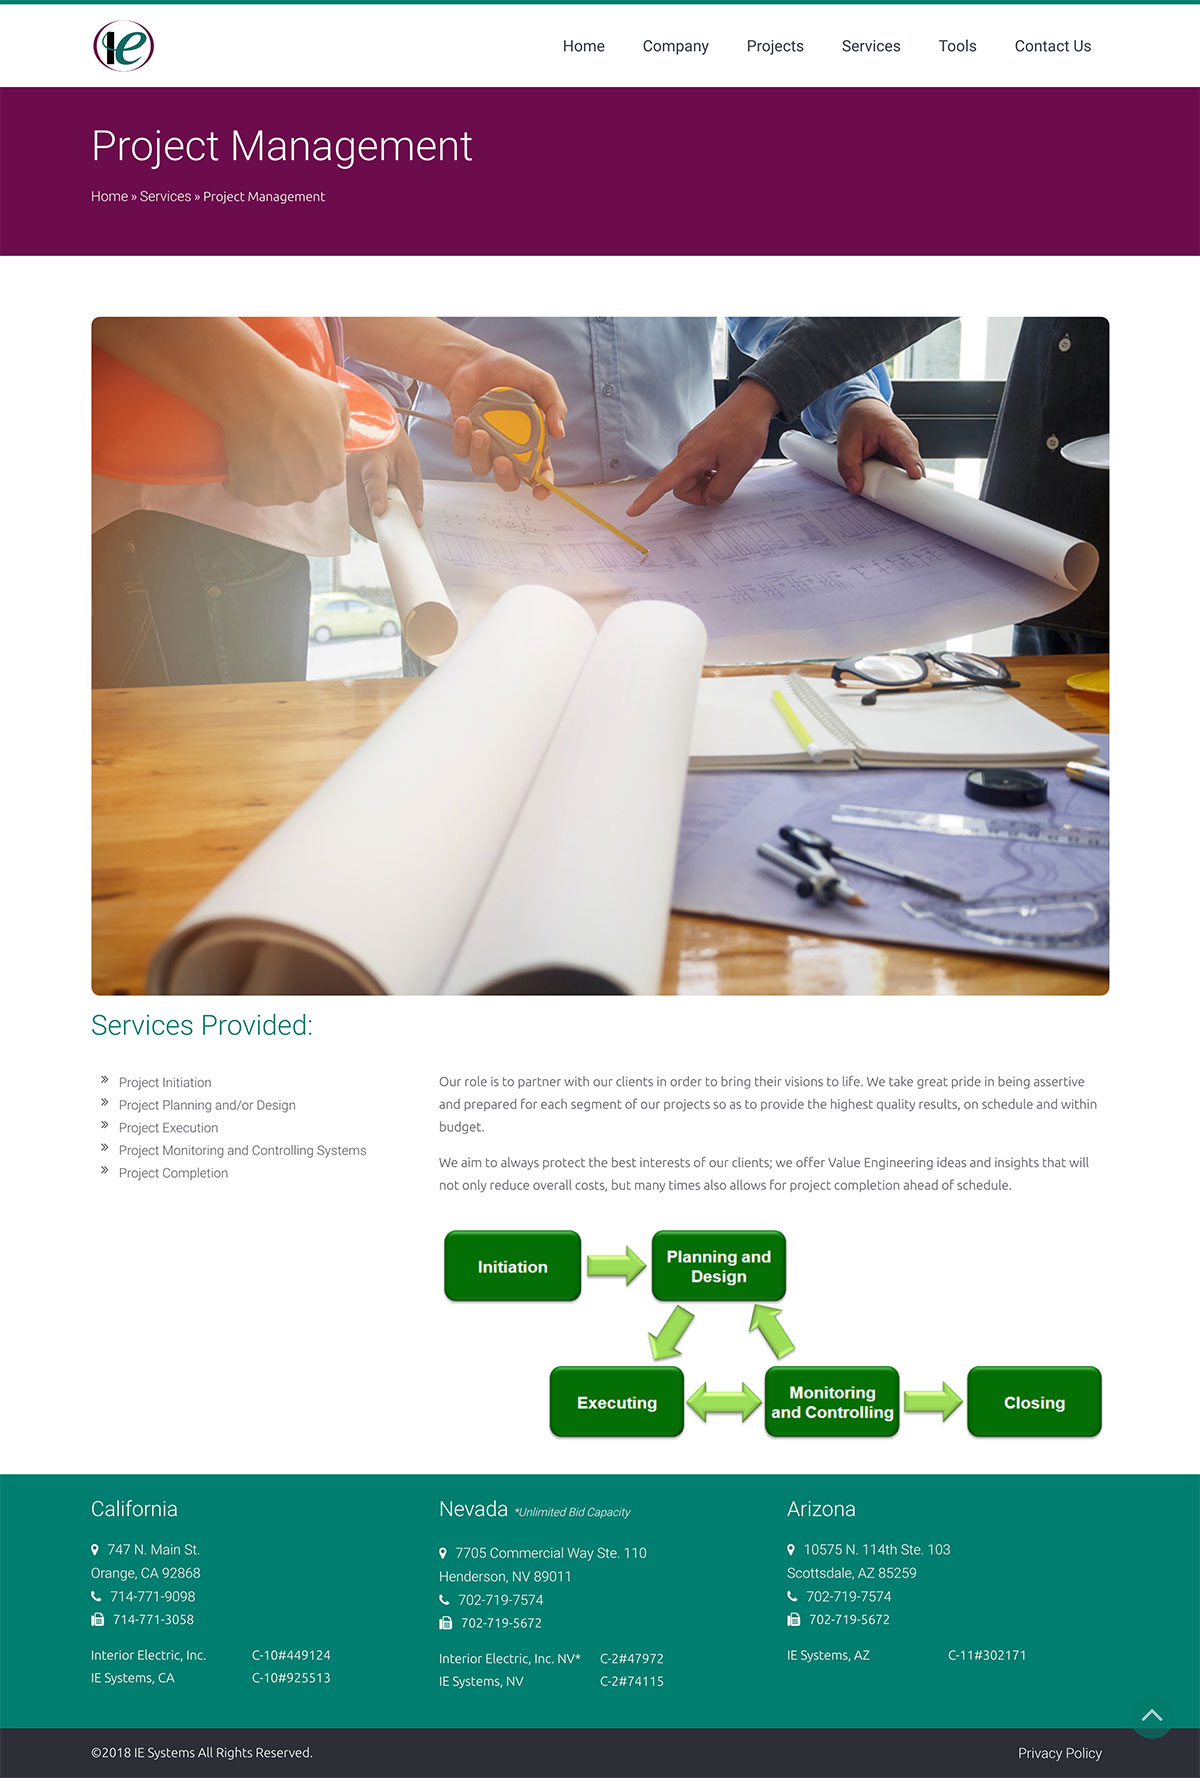 IE
Home Company Projects Services Tools Contact Us
Project Management
Home » Services » Project Management
Services Provided:
» Project Initiation
» Project Planning and/or Design
» Project Execution
» Project Monitoring and Controlling Systems
» Project Completion
Our role is to partner with our clients in order to bring their visions to life. We take great pride in being assertive
and prepared for each segment of our projects so as to provide the highest quality results, on schedule and within
budget.
We aim to always protect the best interests of our clients; we offer Value Engineering ideas and insights that will
not only reduce overall costs, but many times also allows for project completion ahead of schedule.
Initiation
Planning and
Design
Executing
Monitoring
and Controlling
Closing
California
747 N. Main St.
Orange, CA 92868
714-771-9098
714-771-3058
Interior Electric, Inc. C-10#449124
IE Systems, CA C-10#925513
Nevada *Unlimited Bid Capacity
7705 Commercial Way Ste. 110
Henderson, NV 89011
702-719-7574
702-719-5672
Interior Electric, Inc. NV* C-2#47972
IE Systems, NV C-2#74115
Arizona
10575 N. 114th Ste. 103
Scottsdale, AZ 85259
702-719-7574
702-719-5672
IE Systems, AZ C-11#302171
©2018 IE Systems All Rights Reserved.
Privacy Policy